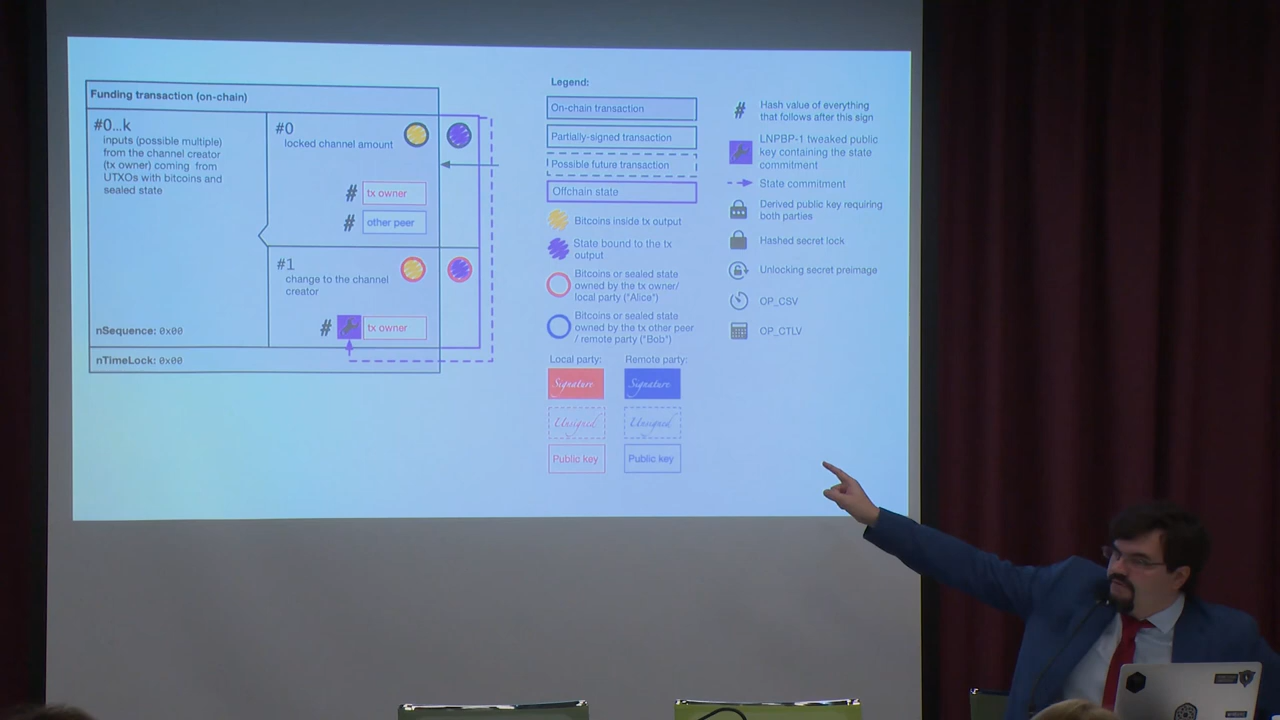 Funding transaction (on-chain)
#0...k
inputs (possible multiple)
from the channel creator
(tx owner) coming from
UTXOs with bitcoins and
sealed state
nSequence: 0x00
nTimeLock: 0x00
#0
locked channel amount
# tx owner
# other peer
#1
change to the channel
creator
# tx owner
Legend:
On-chain transaction
Partially-signed transaction
Possible future transaction
Offchain state
Bitcoins inside tx output
State bound to the tx
output
Bitcoins or sealed state
owned by the tx owner/
local party ("Alice")
Bitcoins or sealed state
owned by the tx other peer
/ remote party ("Bob")
Local party:
Remote party:
Signature
Signature
Unsigned
Unsigned
Public key
Public key
# Hash value of everything
that follows after this sign
LNPBP-1 tweaked public
key containing the state
commitment
State commitment
Derived public key requiring
both parties
Hashed secret lock
Unlocking secret preimage
OP_CSV
OP_CTLV